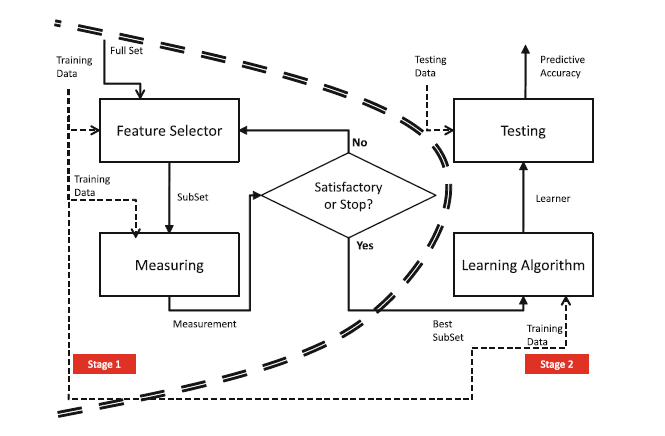 Full Set
Training
Data
Testing
Data
Predictive
Accuracy
Feature Selector
Testing
No
Training
Data
SubSet
Satisfactory
or Stop?
Learner
Yes
Measuring
Learning Algorithm
Measurement
Best
SubSet
Training
Data
Stage 1
Stage 2